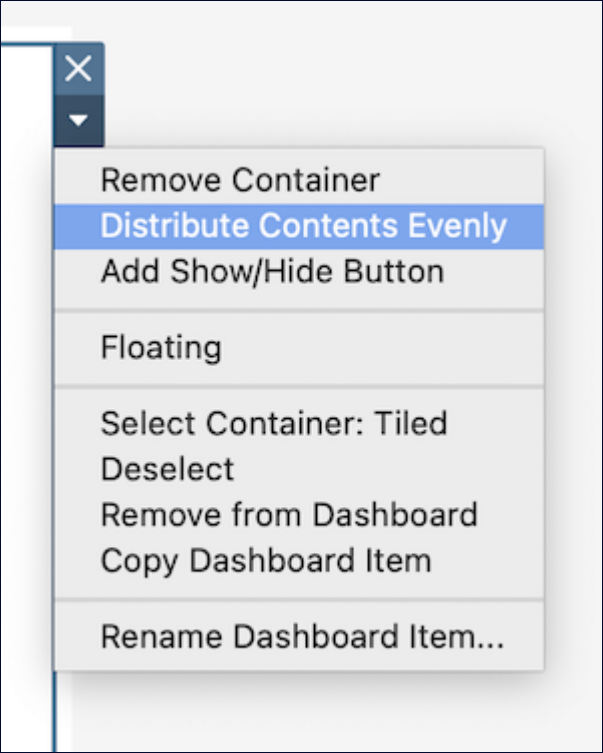 Remove Container
Distribute Contents Evenly
Add Show/Hide Button
Floating
Select Container: Tiled
Deselect
Remove from Dashboard
Copy Dashboard Item
Rename Dashboard Item...